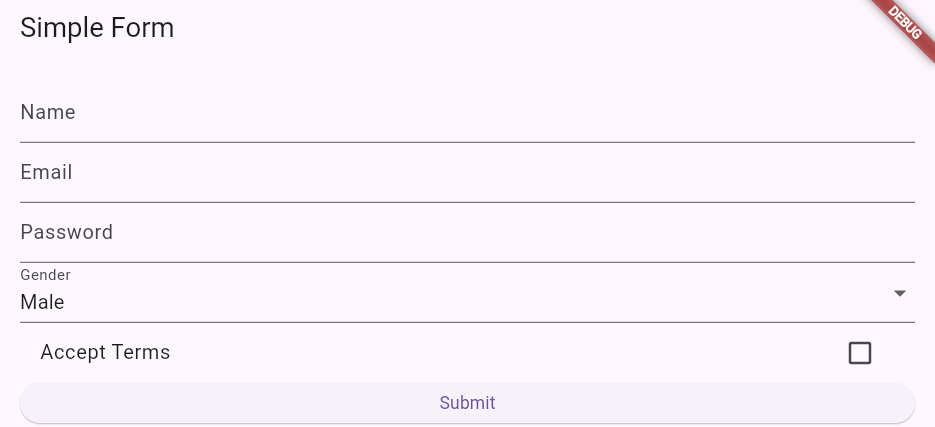 Simple Form
DEBUG
Name
Email
Password
Gender
Male
Accept Terms
Submit